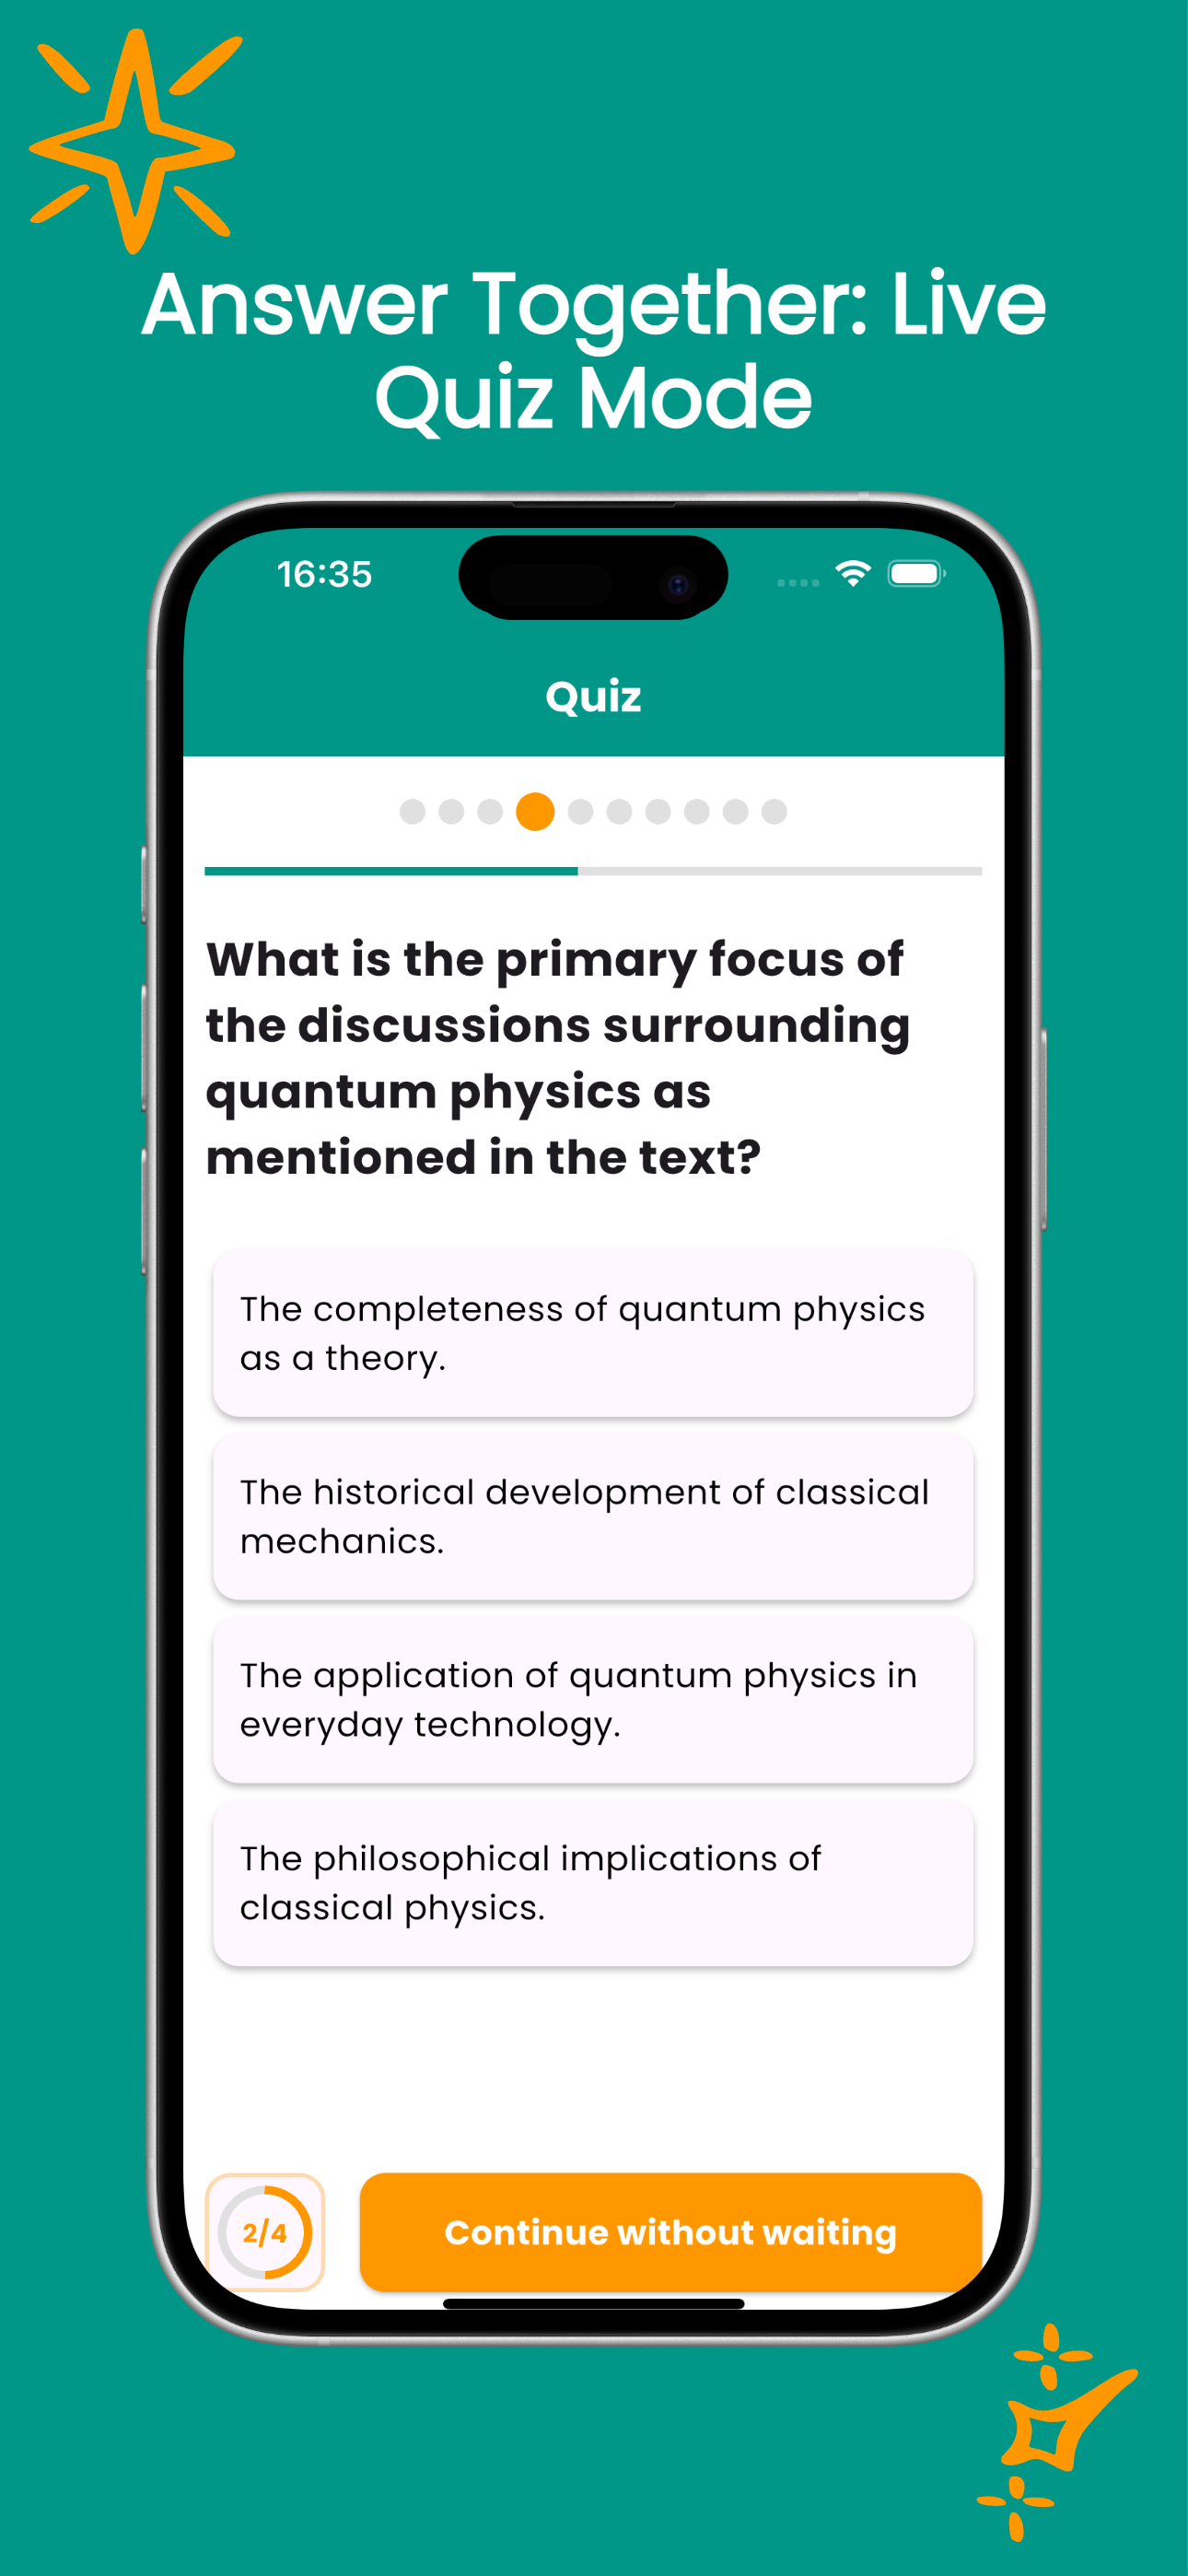 Answer Together: Live
Quiz Mode
16:35
Quiz
What is the primary focus of
the discussions surrounding
quantum physics as
mentioned in the text?
The completeness of quantum physics
as a theory.
The historical development of classical
mechanics.
The application of quantum physics in
everyday technology.
The philosophical implications of
classical physics.
2/4
Continue without waiting